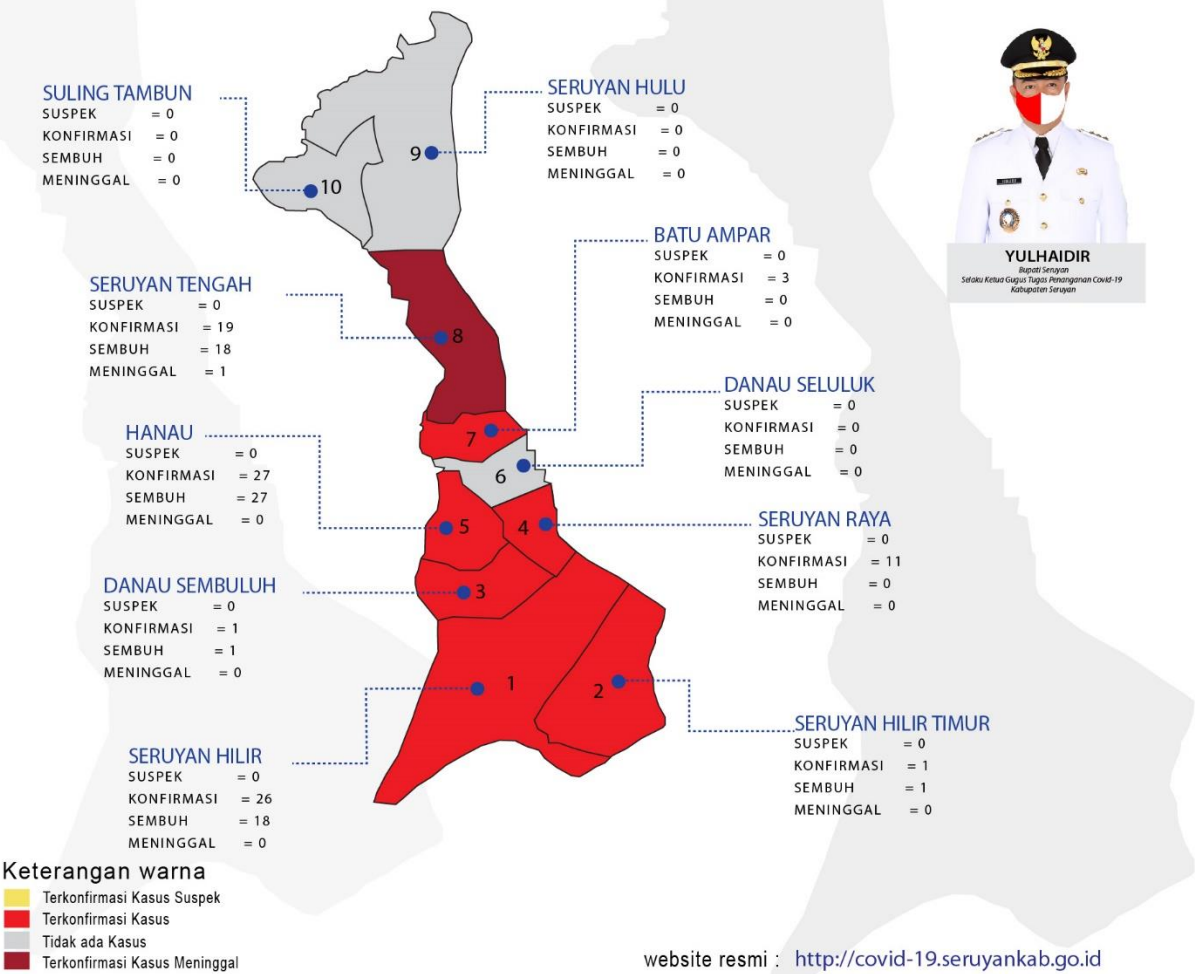 SULING TAMBUN
SUSPEK = 0
KONFIRMASI = 0
SEMBUH = 0
MENINGGAL = 0
SERUYAN HULU
SUSPEK = 0
KONFIRMASI = 0
SEMBUH = 0
MENINGGAL = 0
9
10
YULHAIDIR
Bupati Seruyan
Selaku Ketua Gugus Tugas Penanganan Covid-19
Kabupaten Seruyan
BATU AMPAR
SUSPEK = 0
KONFIRMASI = 3
SEMBUH = 0
MENINGGAL = 0
SERUYAN TENGAH
SUSPEK = 0
KONFIRMASI = 19
SEMBUH = 18
MENINGGAL = 1
8
DANAU SELULUK
SUSPEK = 0
KONFIRMASI = 0
SEMBUH = 0
MENINGGAL = 0
HANAU
SUSPEK = 0
KONFIRMASI = 27
SEMBUH = 27
MENINGGAL = 0
7
6
5
4
SERUYAN RAYA
SUSPEK = 0
KONFIRMASI = 11
SEMBUH = 0
MENINGGAL = 0
DANAU SEMBULUH
SUSPEK = 0
KONFIRMASI = 1
SEMBUH = 1
MENINGGAL = 0
3
1
2
SERUYAN HILIR TIMUR
SUSPEK = 0
KONFIRMASI = 1
SEMBUH = 1
MENINGGAL = 0
SERUYAN HILIR
SUSPEK = 0
KONFIRMASI = 26
SEMBUH = 18
MENINGGAL = 0
Keterangan warna
Terkonfirmasi Kasus Suspek
Terkonfirmasi Kasus
Tidak ada Kasus
Terkonfirmasi Kasus Meninggal
website resmi : http://covid-19.seruyankab.go.id